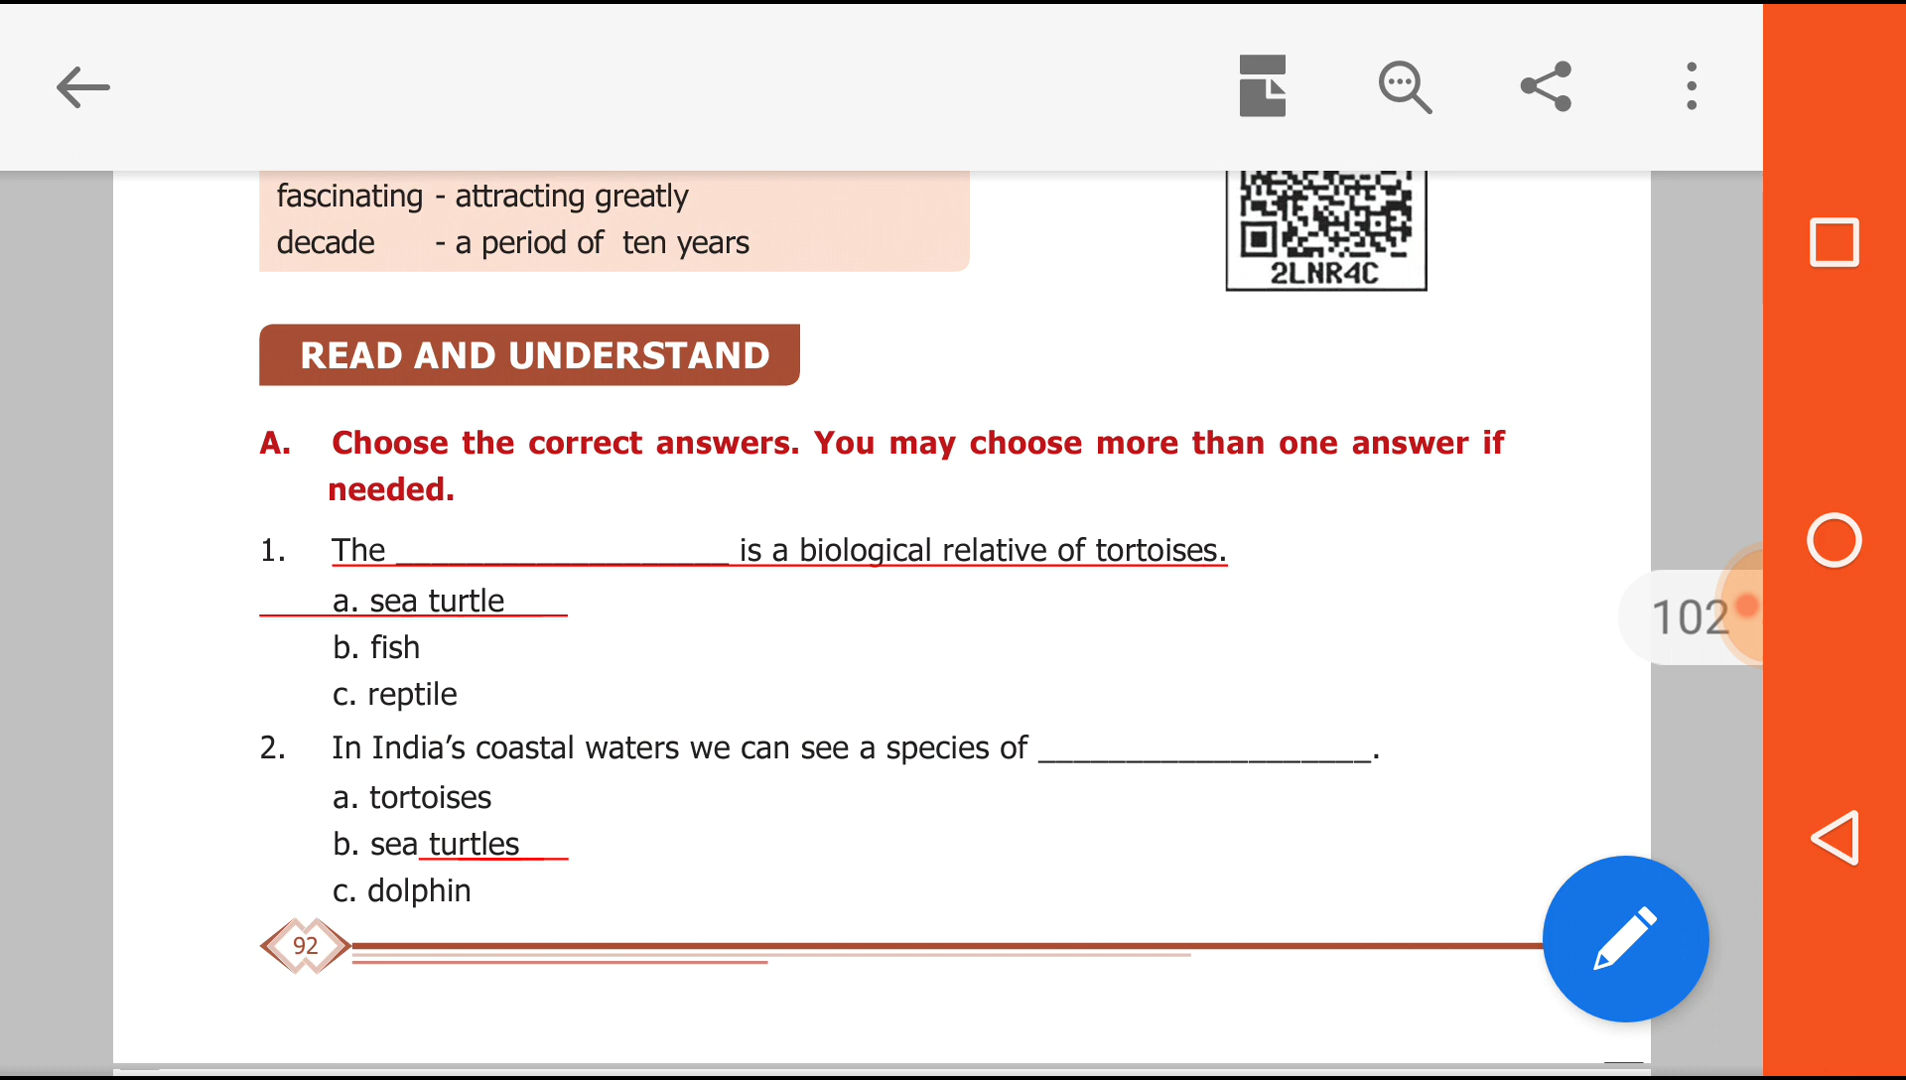 fascinating - attracting greatly
decade - a period of ten years
2LNR4C
READ AND UNDERSTAND
A. Choose the correct answers. You may choose more than one answer if
needed.
1. The ___________________ is a biological relative of tortoises.
a. sea turtle
b. fish
c. reptile
2. In India’s coastal waters we can see a species of ___________________.
a. tortoises
b. sea turtles
c. dolphin
92
102